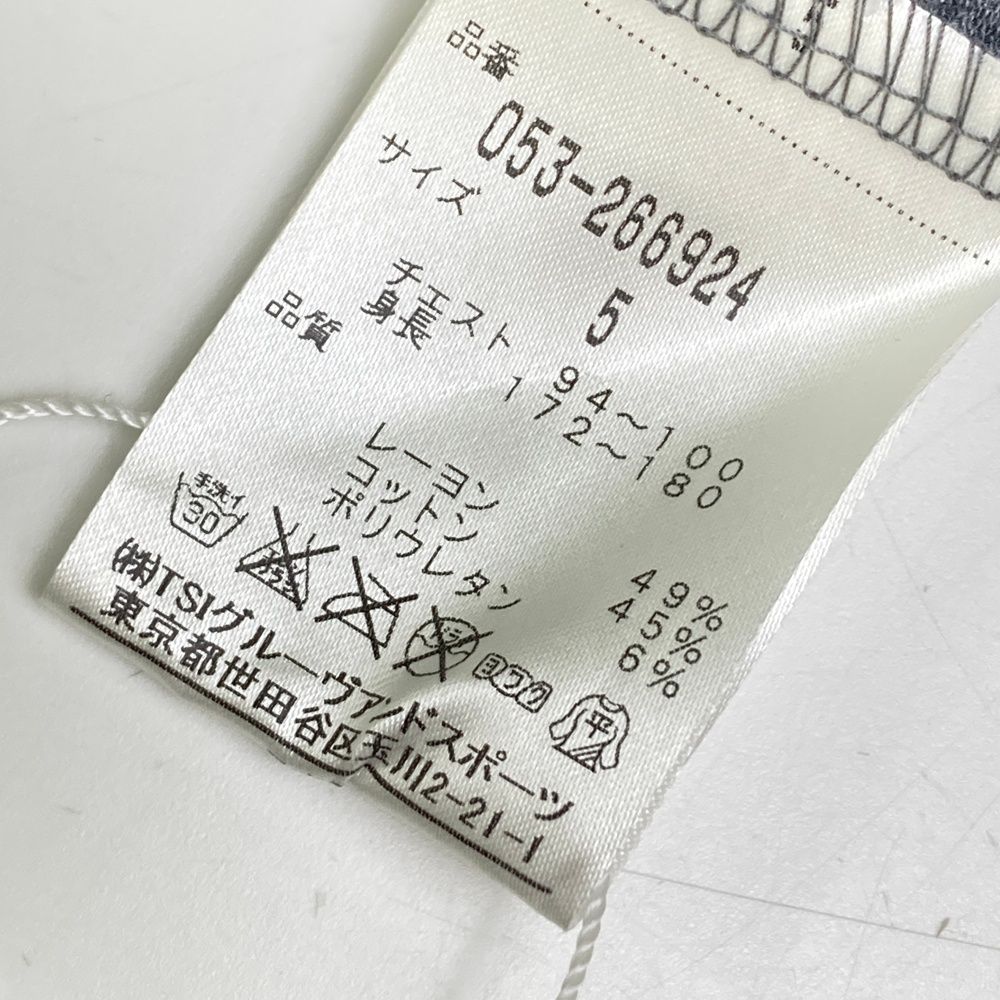 品番
053-266924
サイズ
5
チェスト 94～100
身長 172～180
品質
レーヨン 49%
コットン 45%
ポリウレタン 6%
手洗イ 30 ドライ ヨワク 平
(株)TSIグルーヴアンドスポーツ
東京都世田谷区玉川2-21-1